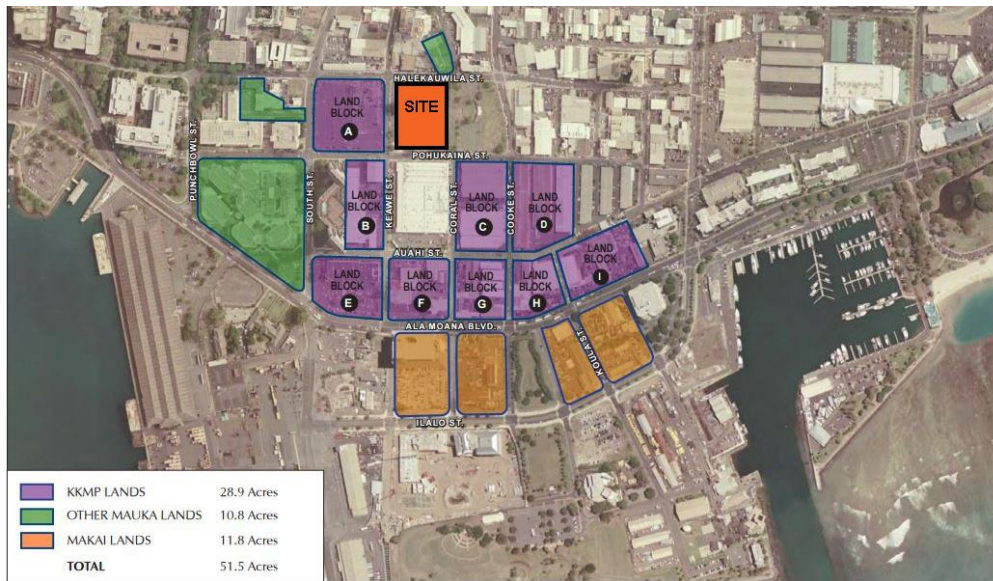 HALEKAUWILA ST.
LAND
BLOCK
A
SITE
PUNCHBOWL ST.
SOUTH ST.
POHUKAINA ST.
LAND
BLOCK
B
KEAWE ST.
CORAL ST.
LAND
BLOCK
C
COOKE ST.
LAND
BLOCK
D
AUAHI ST.
LAND
BLOCK
E
LAND
BLOCK
F
LAND
BLOCK
G
LAND
BLOCK
H
LAND
BLOCK
I
ALA MOANA BLVD.
KOULA ST.
ILALO ST.
KKMP LANDS 28.9 Acres
OTHER MAUKA LANDS 10.8 Acres
MAKAI LANDS 11.8 Acres
TOTAL 51.5 Acres